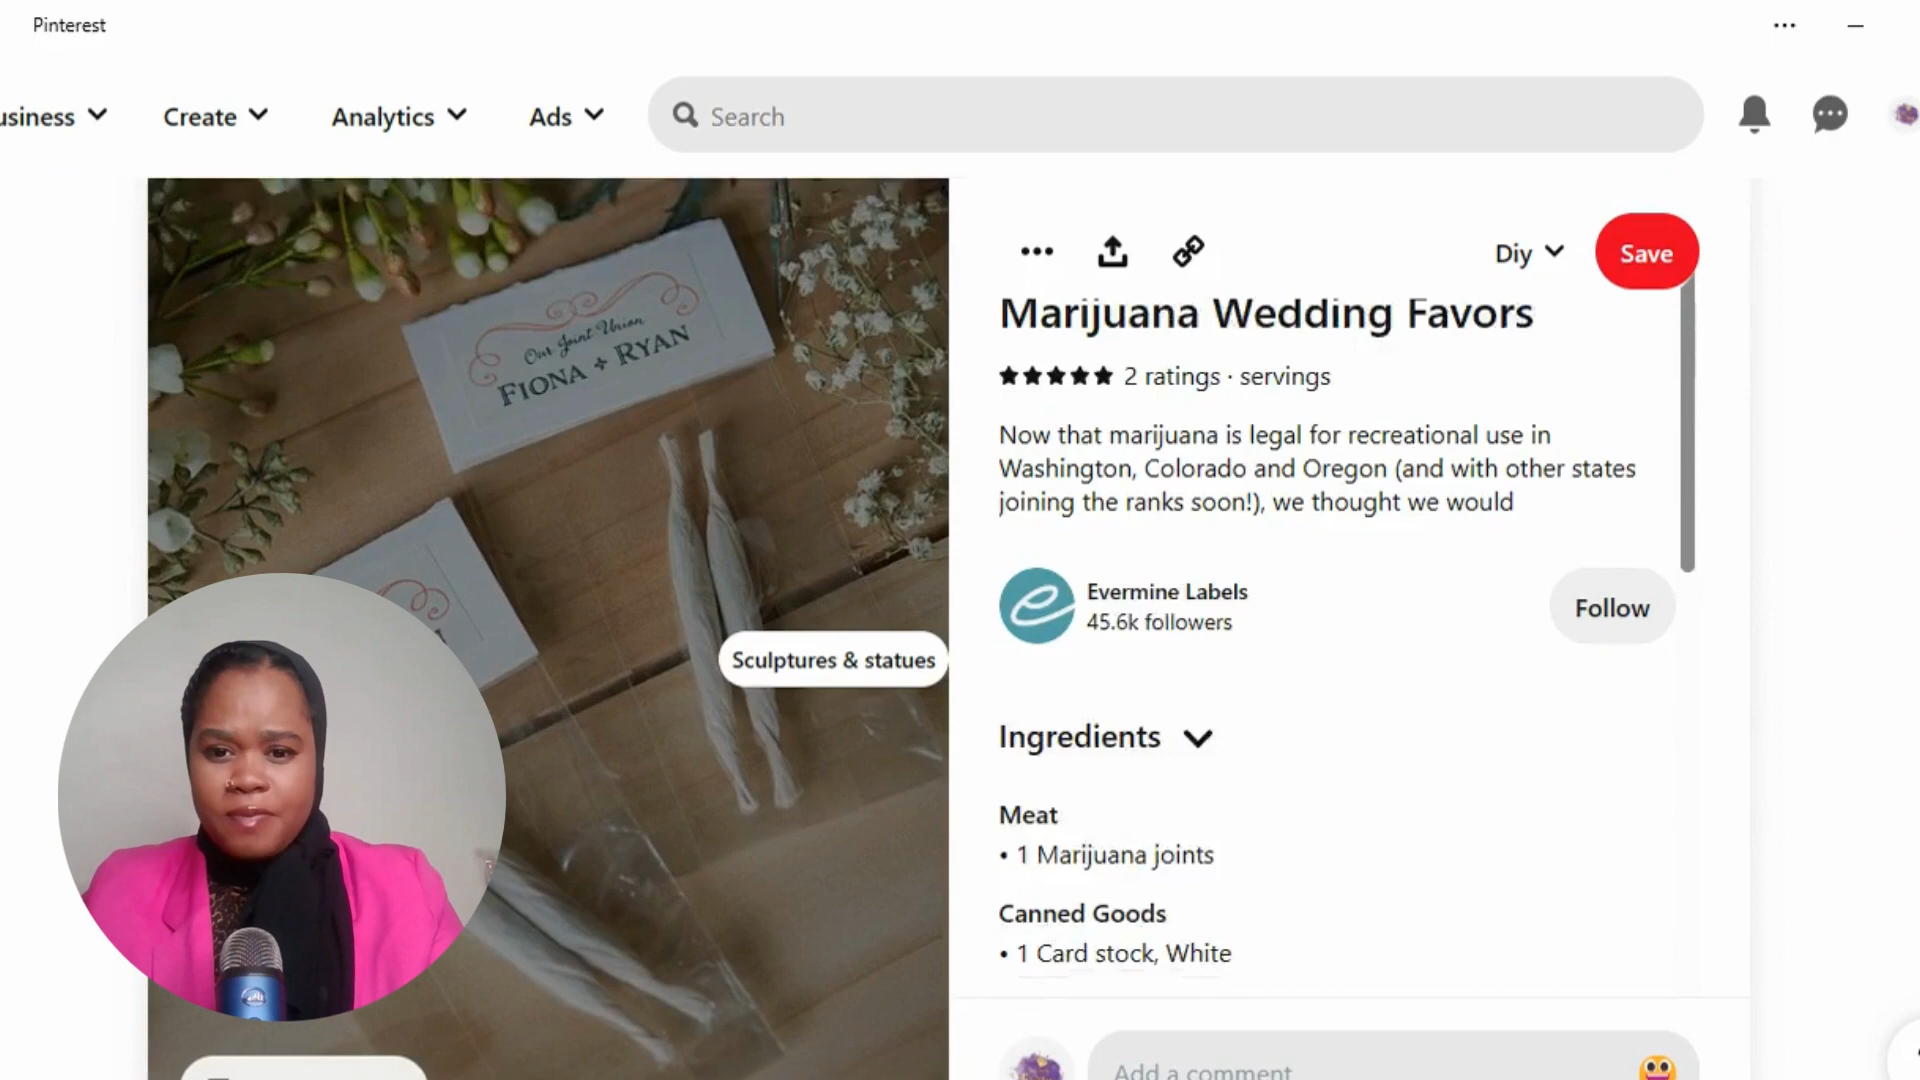 Pinterest
usiness
Create
Analytics
Ads
Search
Our Joint Union
FIONA + RYAN
Sculptures & statues
Diy
Save
Marijuana Wedding Favors
2 ratings · servings
Now that marijuana is legal for recreational use in
Washington, Colorado and Oregon (and with other states
joining the ranks soon!), we thought we would
Evermine Labels
45.6k followers
Follow
Ingredients
Meat
• 1 Marijuana joints
Canned Goods
• 1 Card stock, White
Add a comment